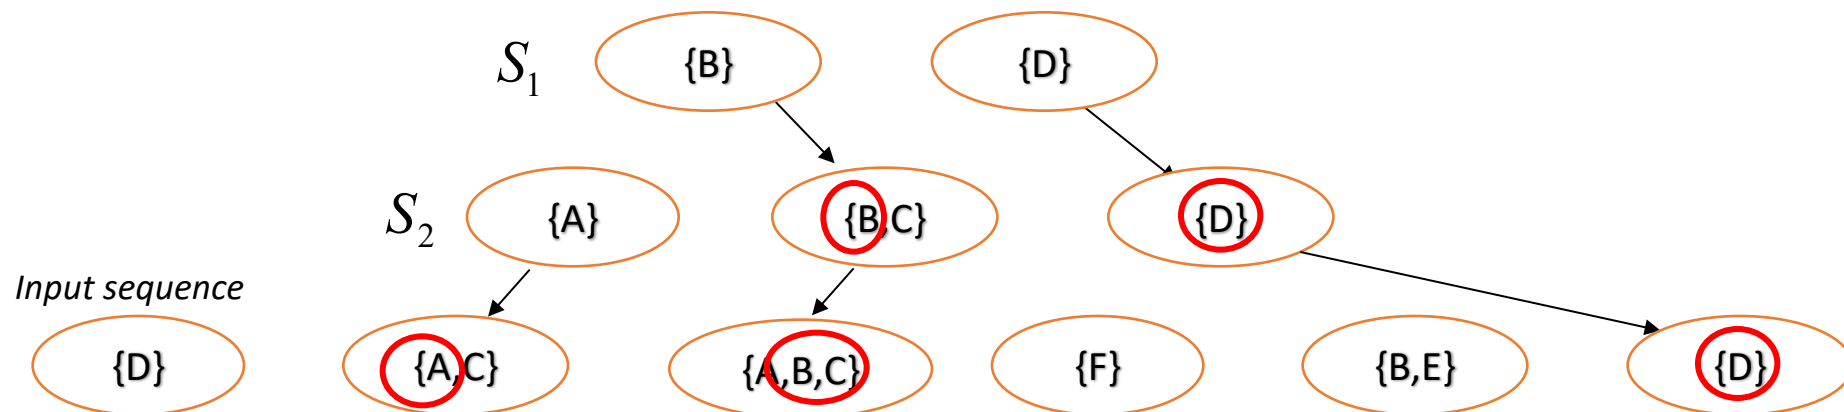 S1 {B} {D}
S2 {A} {B,C} {D}
Input sequence
{D} {A,C} {A,B,C} {F} {B,E} {D}